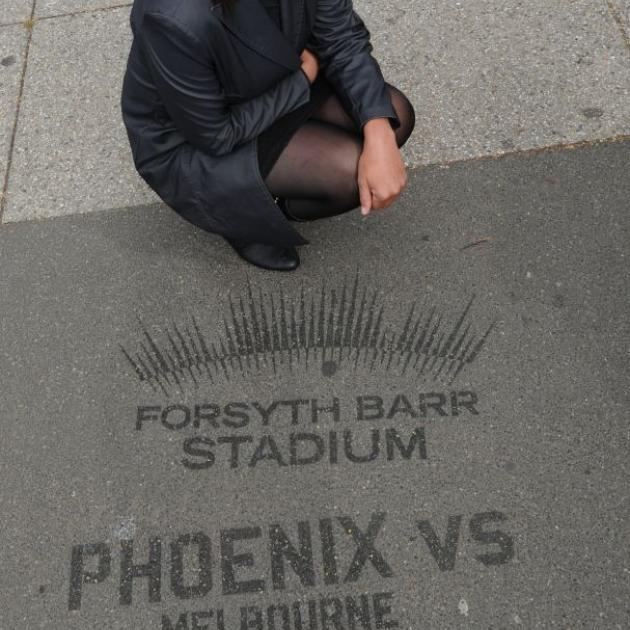 FORSYTH BARR
STADIUM
PHOENIX VS
MELBOURNE